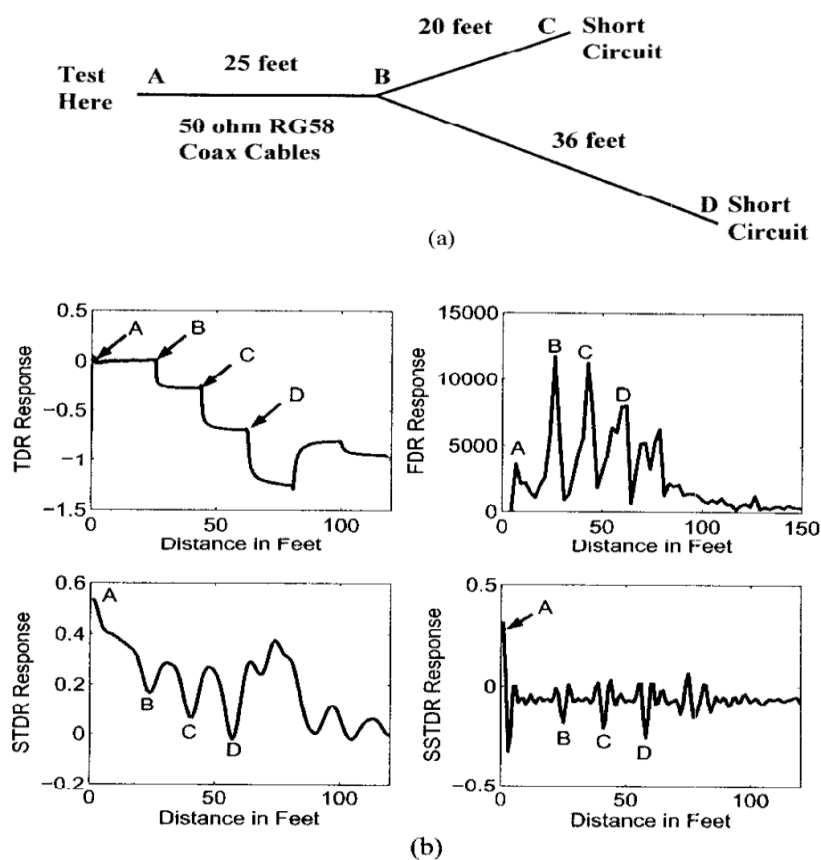 20 feet
C
Short
Circuit
Test
Here
A
25 feet
B
50 ohm RG58
Coax Cables
36 feet
D
Short
Circuit
(a)
TDR Response
0.5
0
−0.5
−1
−1.5
A
B
C
D
0
50
100
Distance in Feet
FDR Response
15000
10000
5000
0
A
B
C
D
0
50
100
150
Distance in Feet
STDR Response
0.6
0.4
0.2
0
−0.2
A
B
C
D
0
50
100
Distance in Feet
SSTDR Response
0.5
0
−0.5
A
B
C
D
0
50
100
Distance in Feet
(b)